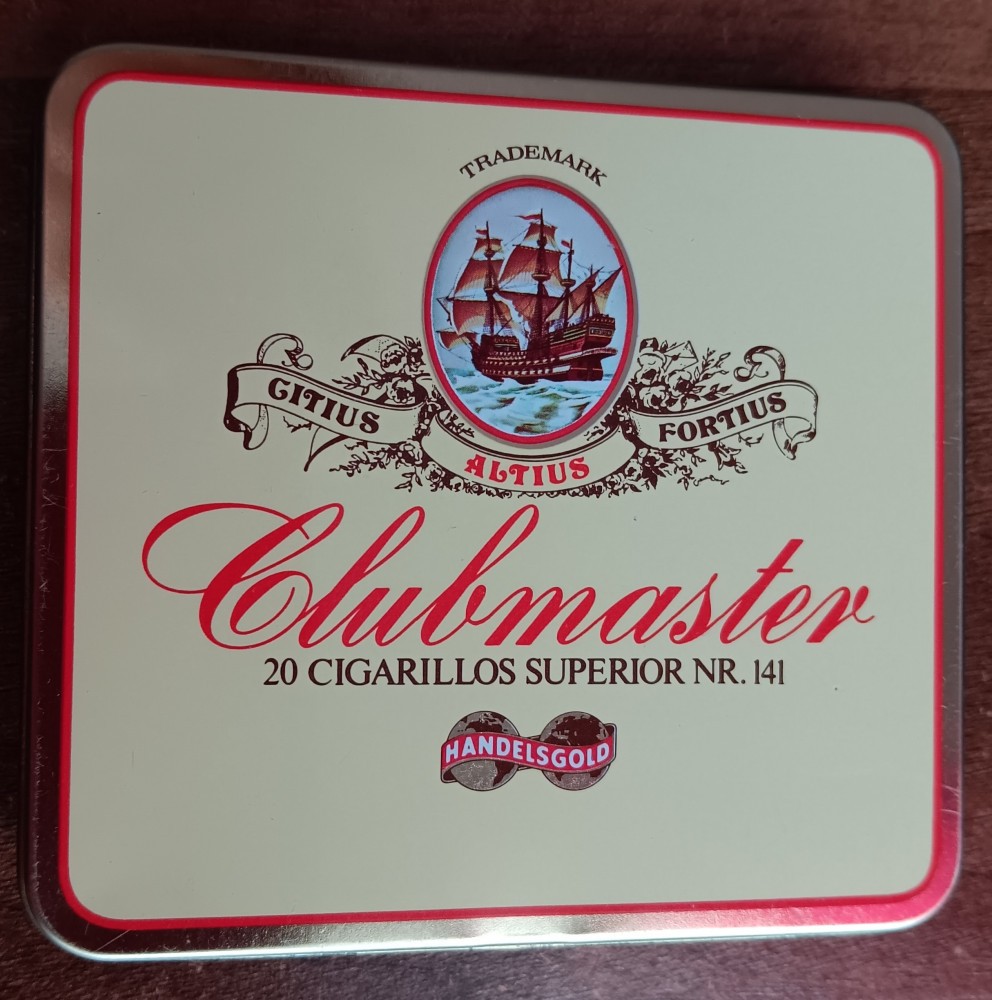 TRADEMARK
CITIUS
ALTIUS
FORTIUS
Clubmaster
20 CIGARILLOS SUPERIOR NR. 141
HANDELSGOLD